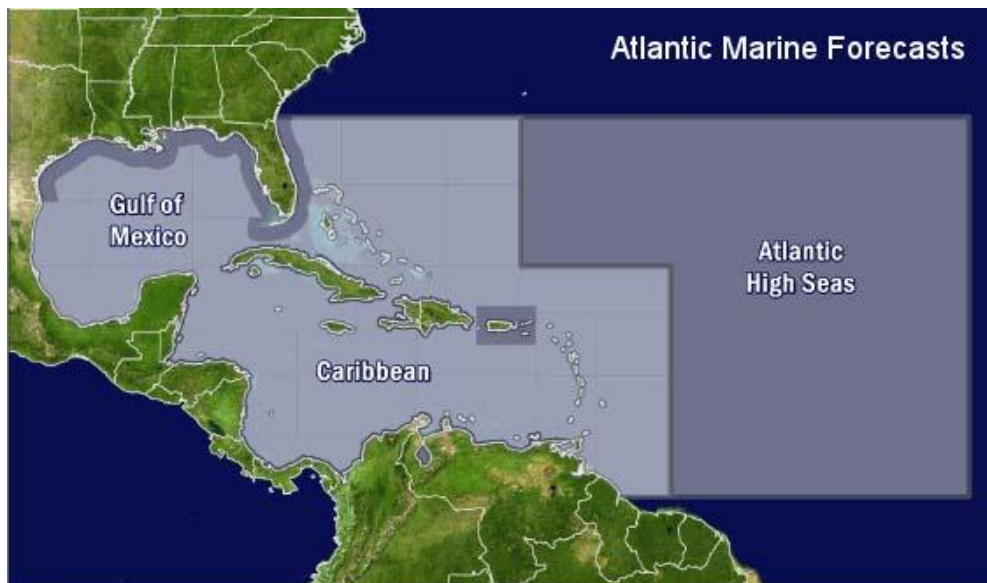 Atlantic Marine Forecasts
Gulf of
Mexico
Atlantic
High Seas
Caribbean